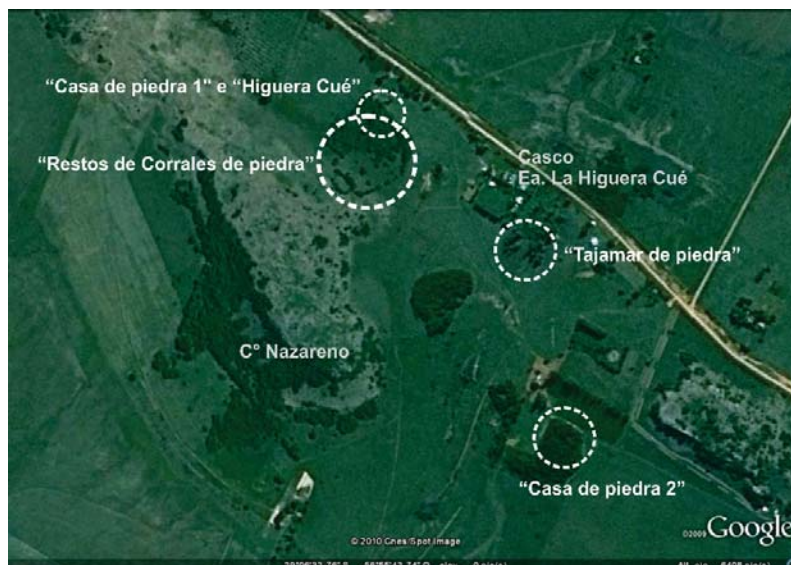 “Casa de piedra 1" e “Higuera Cué”
“Restos de Corrales de piedra”
Casco
Ea. La Higuera Cué
“Tajamar de piedra”
Cº Nazareno
“Casa de piedra 2”
© 2010 Cnes/Spot Image
©2009 Google